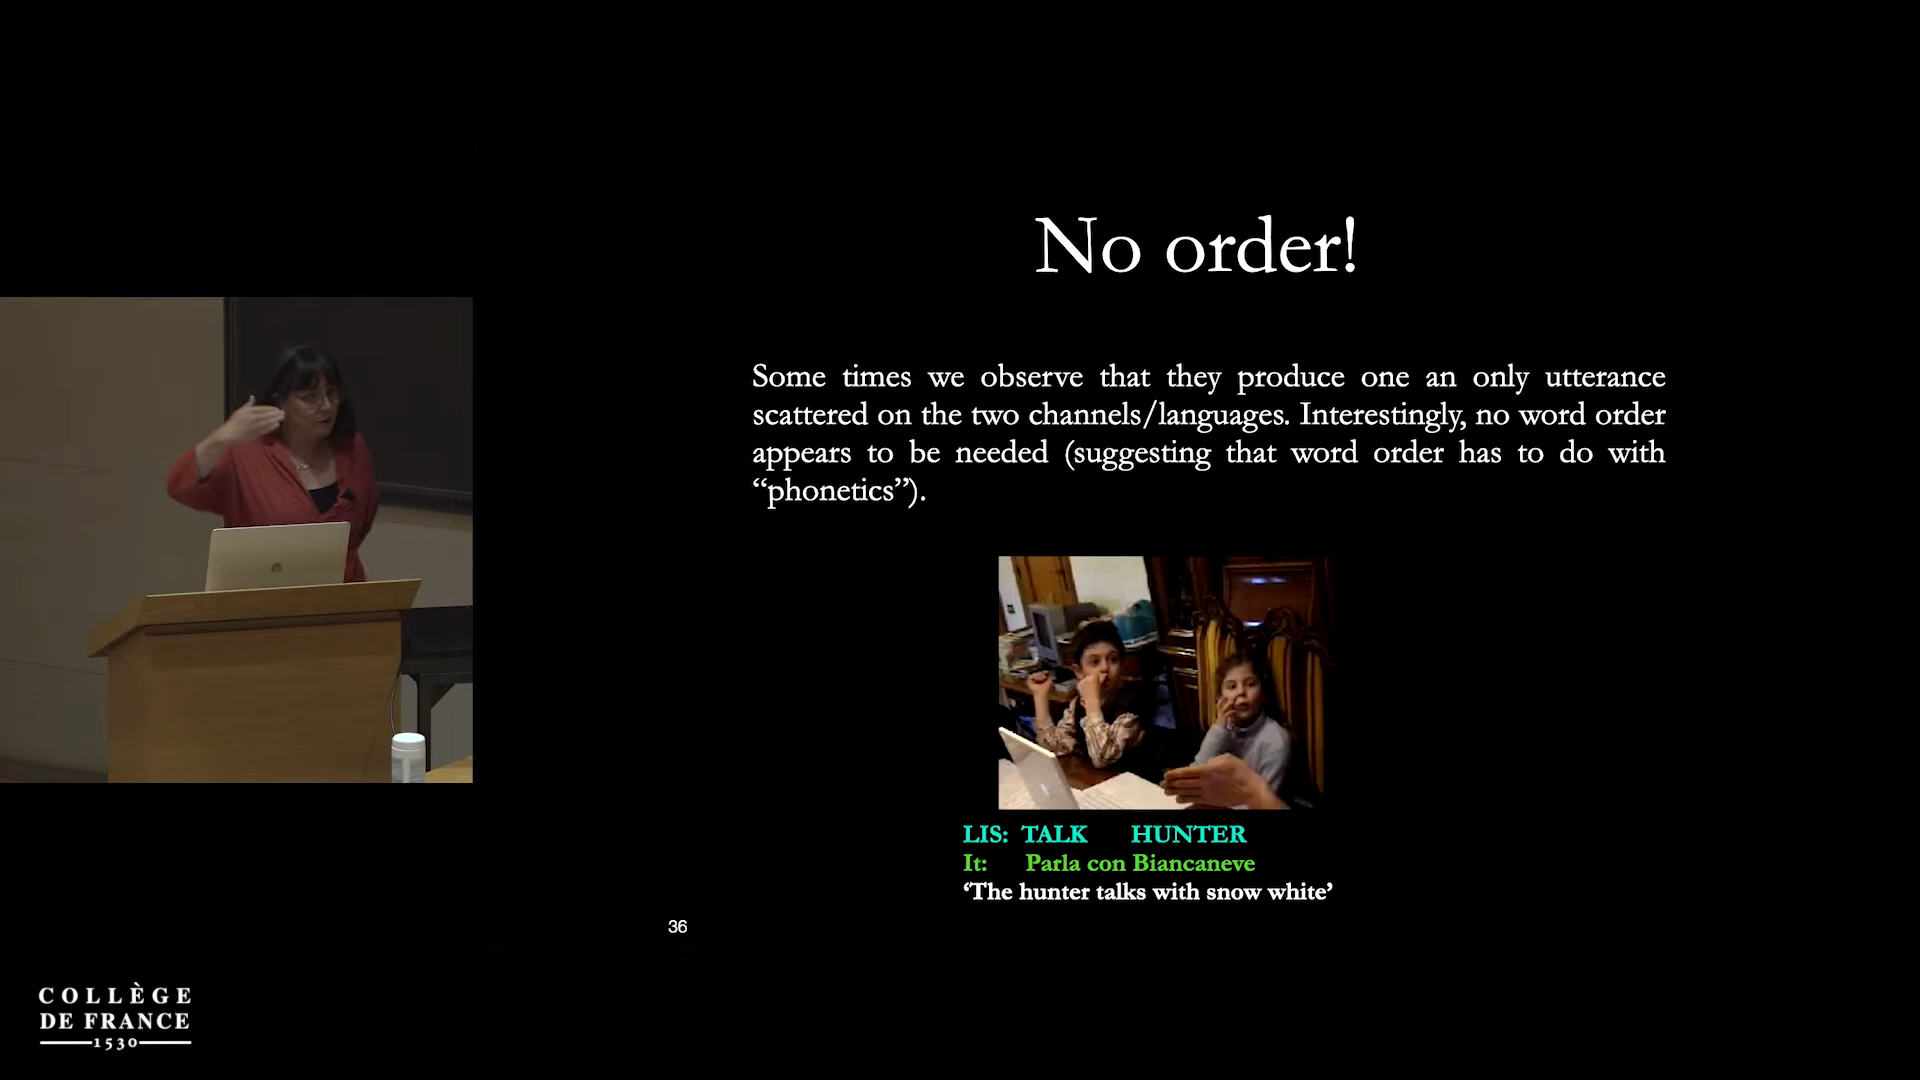 No order!
Some times we observe that they produce one an only utterance
scattered on the two channels/languages. Interestingly, no word order
appears to be needed (suggesting that word order has to do with
“phonetics”).
LIS: TALK HUNTER
It: Parla con Biancaneve
‘The hunter talks with snow white’
36
COLLÈGE
DE FRANCE
1530